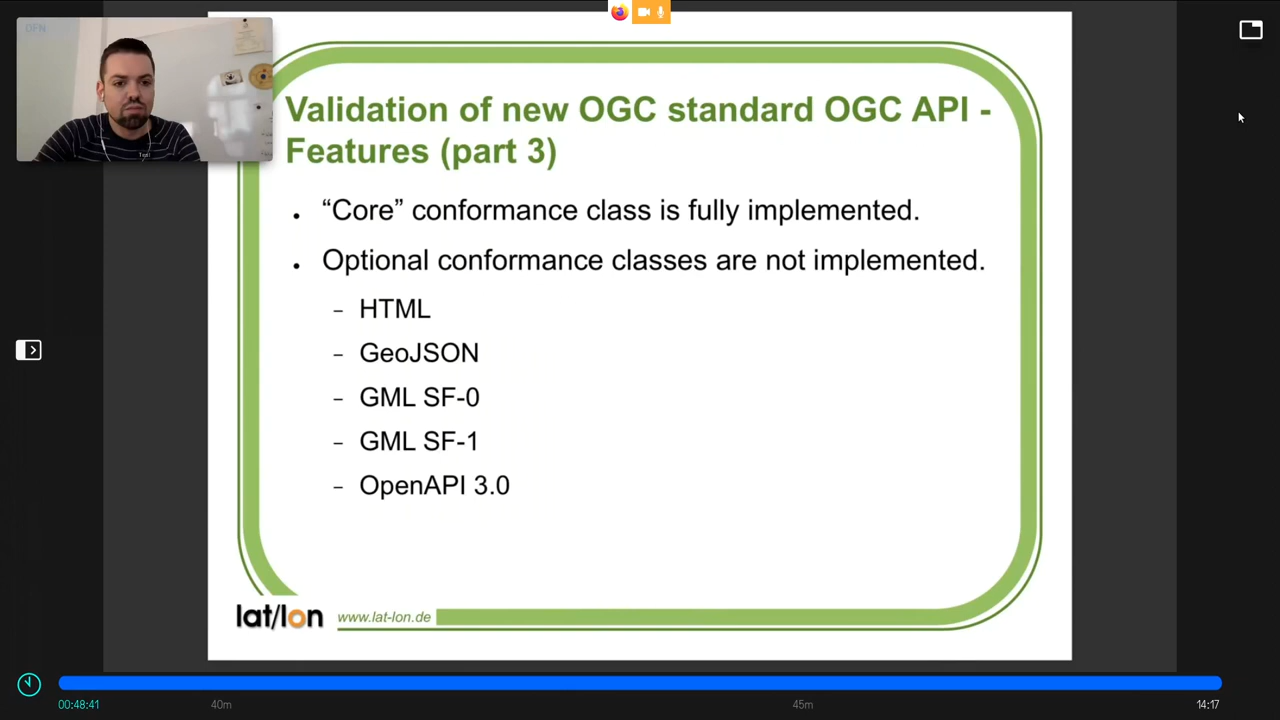 DFN
Validation of new OGC standard OGC API -
Features (part 3)
• “Core” conformance class is fully implemented.
• Optional conformance classes are not implemented.
– HTML
– GeoJSON
– GML SF-0
– GML SF-1
– OpenAPI 3.0
lat/lon
www.lat-lon.de
00:48:41
40m
45m
14:17